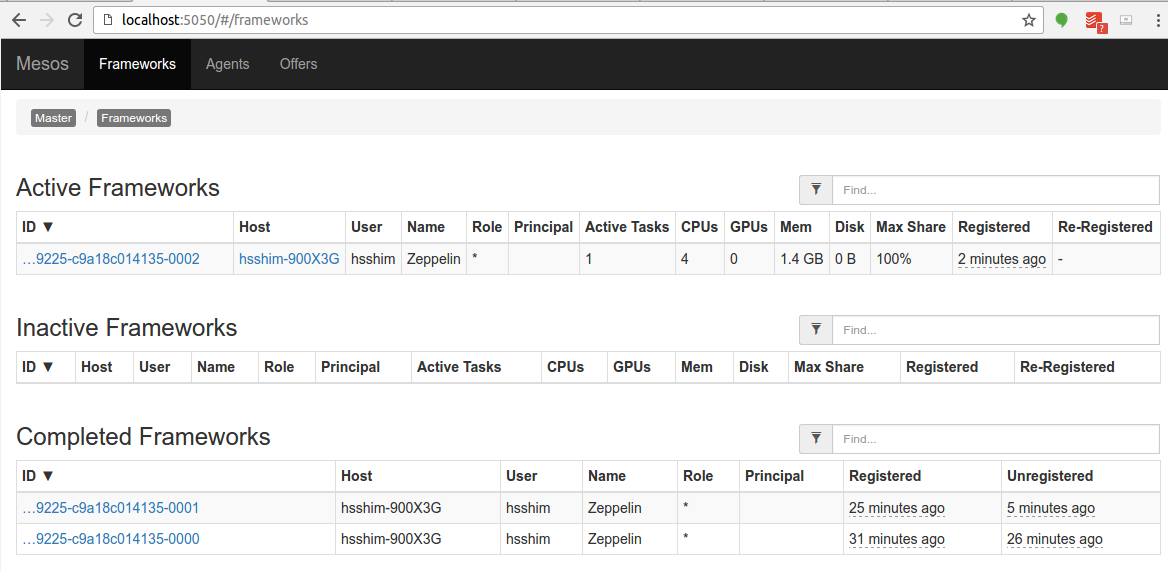 localhost:5050/#/frameworks
?
Mesos Frameworks Agents Offers
Master / Frameworks
Active Frameworks Find...
ID ▼ Host User Name Role Principal Active Tasks CPUs GPUs Mem Disk Max Share Registered Re-Registered
…9225-c9a18c014135-0002 hsshim-900X3G hsshim Zeppelin * 1 4 0 1.4 GB 0 B 100% 2 minutes ago -
Inactive Frameworks Find...
ID ▼ Host User Name Role Principal Active Tasks CPUs GPUs Mem Disk Max Share Registered Re-Registered
Completed Frameworks Find...
ID ▼ Host User Name Role Principal Registered Unregistered
…9225-c9a18c014135-0001 hsshim-900X3G hsshim Zeppelin * 25 minutes ago 5 minutes ago
…9225-c9a18c014135-0000 hsshim-900X3G hsshim Zeppelin * 31 minutes ago 26 minutes ago